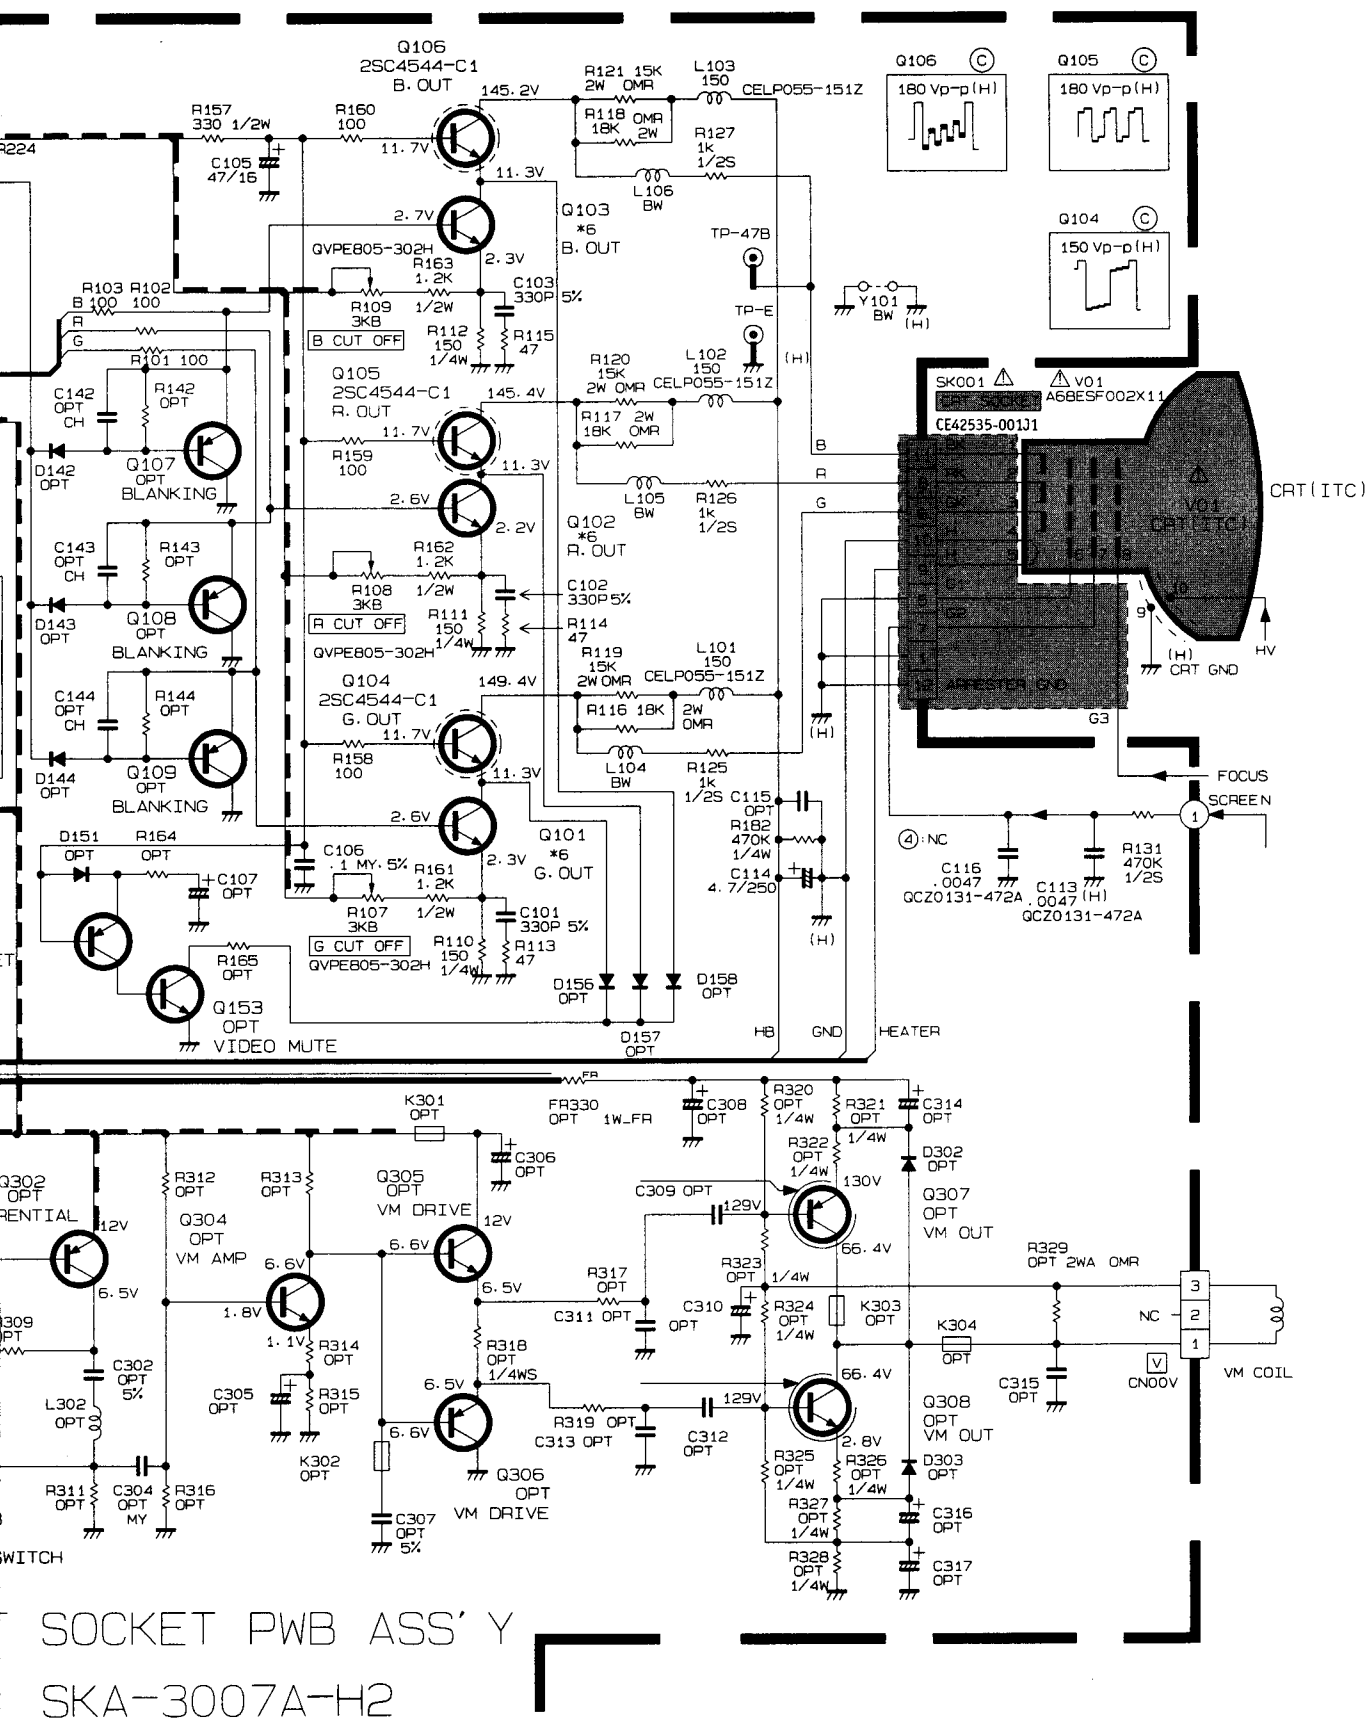 Q106
2SC4544-C1
B. OUT
145.2V
R121 15K
2W OMR
L103
150
CELP055-151Z
R118
18K OMR
2W
R127
1k
1/2S
L106
BW
R157
330 1/2W
R160
100
11.7V
11.3V
R224
C105
47/16
2.7V
Q103
*6
B. OUT
2.3V
QVPE805-302H
R163
1.2K
1/2W
C103
330P 5%
R109
3KB
B CUT OFF
R112
150
1/4W
R115
47
TP-47B
TP-E
(H)
Y101
BW
(H)
Q106 C
180 Vp-p(H)
Q105 C
180 Vp-p(H)
Q104 C
150 Vp-p(H)
R103 R102
B 100 100
R
G
R101 100
C142
OPT
CH
R142
OPT
D142
OPT
Q107
OPT
BLANKING
Q105
2SC4544-C1
R. OUT
145.4V
11.7V
R159
100
11.3V
R120
15K
2W OMR
L102
150
CELP055-151Z
R117 2W
18K OMR
L105
BW
R126
1k
1/2S
2.6V
2.2V
Q102
*6
R. OUT
R162
1.2K
1/2W
C102
330P 5%
R108
3KB
R CUT OFF
QVPE805-302H
R111
150
1/4W
R114
47
C143
OPT
CH
R143
OPT
D143
OPT
Q108
OPT
BLANKING
SK001
CRT SOCKET
CE42535-001J1
V01
A68ESF002X11
B
R
G
V01
CRT(ITC)
CRT(ITC)
G2
ARRESTER GND
G3
9
10
(H)
CRT GND
HV
(H)
Q104
2SC4544-C1
G. OUT
149.4V
11.7V
R158
100
11.3V
R119
15K
2W OMR
L101
150
CELP055-151Z
R116 18K
2W
OMR
L104
BW
R125
1k
1/2S
C144
OPT
CH
R144
OPT
D144
OPT
Q109
OPT
BLANKING
2.6V
2.3V
Q101
*6
G. OUT
C106
.1 MY. 5%
R161
1.2K
1/2W
C101
330P 5%
R107
3KB
G CUT OFF
QVPE805-302H
R110
150
1/4W
R113
47
C115
OPT
R182
470K
1/4W
C114
4.7/250
(H)
FOCUS
SCREEN
1
④:NC
R131
470K
1/2S
C116
.0047
QCZ0131-472A
C113
.0047 (H)
QCZ0131-472A
D151
OPT
R164
OPT
C107
OPT
R165
OPT
Q153
OPT
VIDEO MUTE
D156
OPT
D157
OPT
D158
OPT
HB
GND
HEATER
FR
FR330
OPT 1W_FR
K301
OPT
C306
OPT
C308
OPT
R320
OPT
1/4W
R321
OPT
1/4W
C314
OPT
R322
OPT
1/4W
D302
OPT
Q302
OPT
RENTIAL
12V
6.5V
R312
OPT
R313
OPT
Q304
OPT
VM AMP
Q305
OPT
VM DRIVE
12V
6.6V
6.6V
6.5V
1.8V
1.1V
C309 OPT
129V
130V
66.4V
Q307
OPT
VM OUT
R323
OPT
1/4W
R317
OPT
C311 OPT
C310
OPT
R324
OPT
1/4W
K303
OPT
K304
OPT
R329
OPT 2WA OMR
3
NC
2
1
V
CN00V
VM COIL
C315
OPT
R314
OPT
R315
OPT
C305
OPT
R318
OPT
1/4WS
6.5V
6.6V
K302
OPT
Q306
OPT
VM DRIVE
R319 OPT
C313 OPT
C312
OPT
129V
66.4V
Q308
OPT
VM OUT
2.8V
R325
OPT
1/4W
R326
OPT
1/4W
D303
OPT
R327
OPT
1/4W
C316
OPT
R328
OPT
1/4W
C317
OPT
C302
OPT
5%
L302
OPT
R311
OPT
C304
OPT
MY
R316
OPT
C307
OPT
5%
SWITCH
SOCKET PWB ASS'Y
SKA-3007A-H2